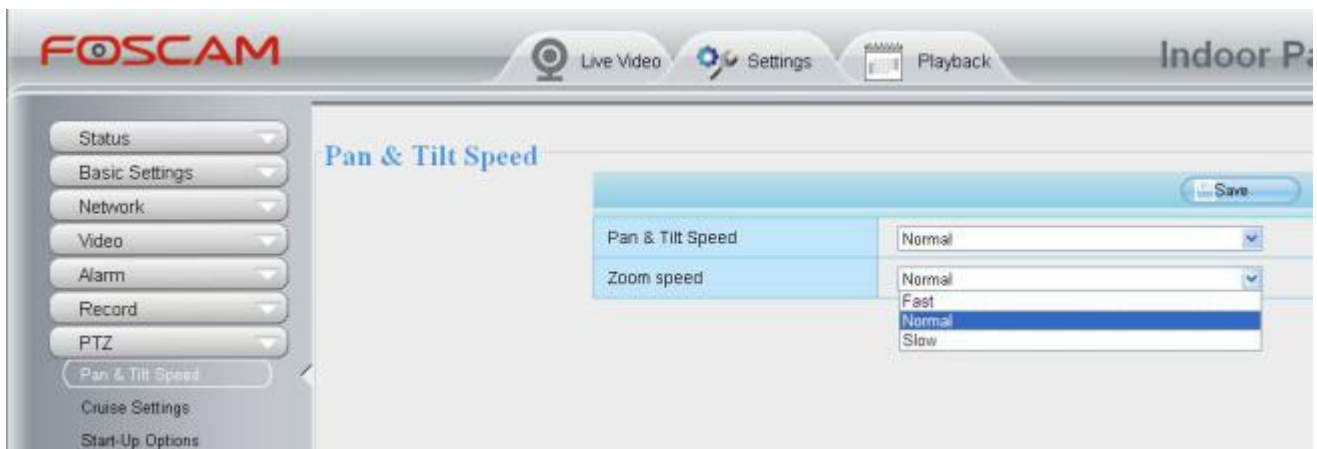 FOSCAM
Live Video
Settings
Playback
Indoor Pa
Status
Basic Settings
Network
Video
Alarm
Record
PTZ
Pan & Tilt Speed
Cruise Settings
Start-Up Options
Pan & Tilt Speed
Save
Pan & Tilt Speed
Normal
Zoom speed
Normal
Fast
Normal
Slow